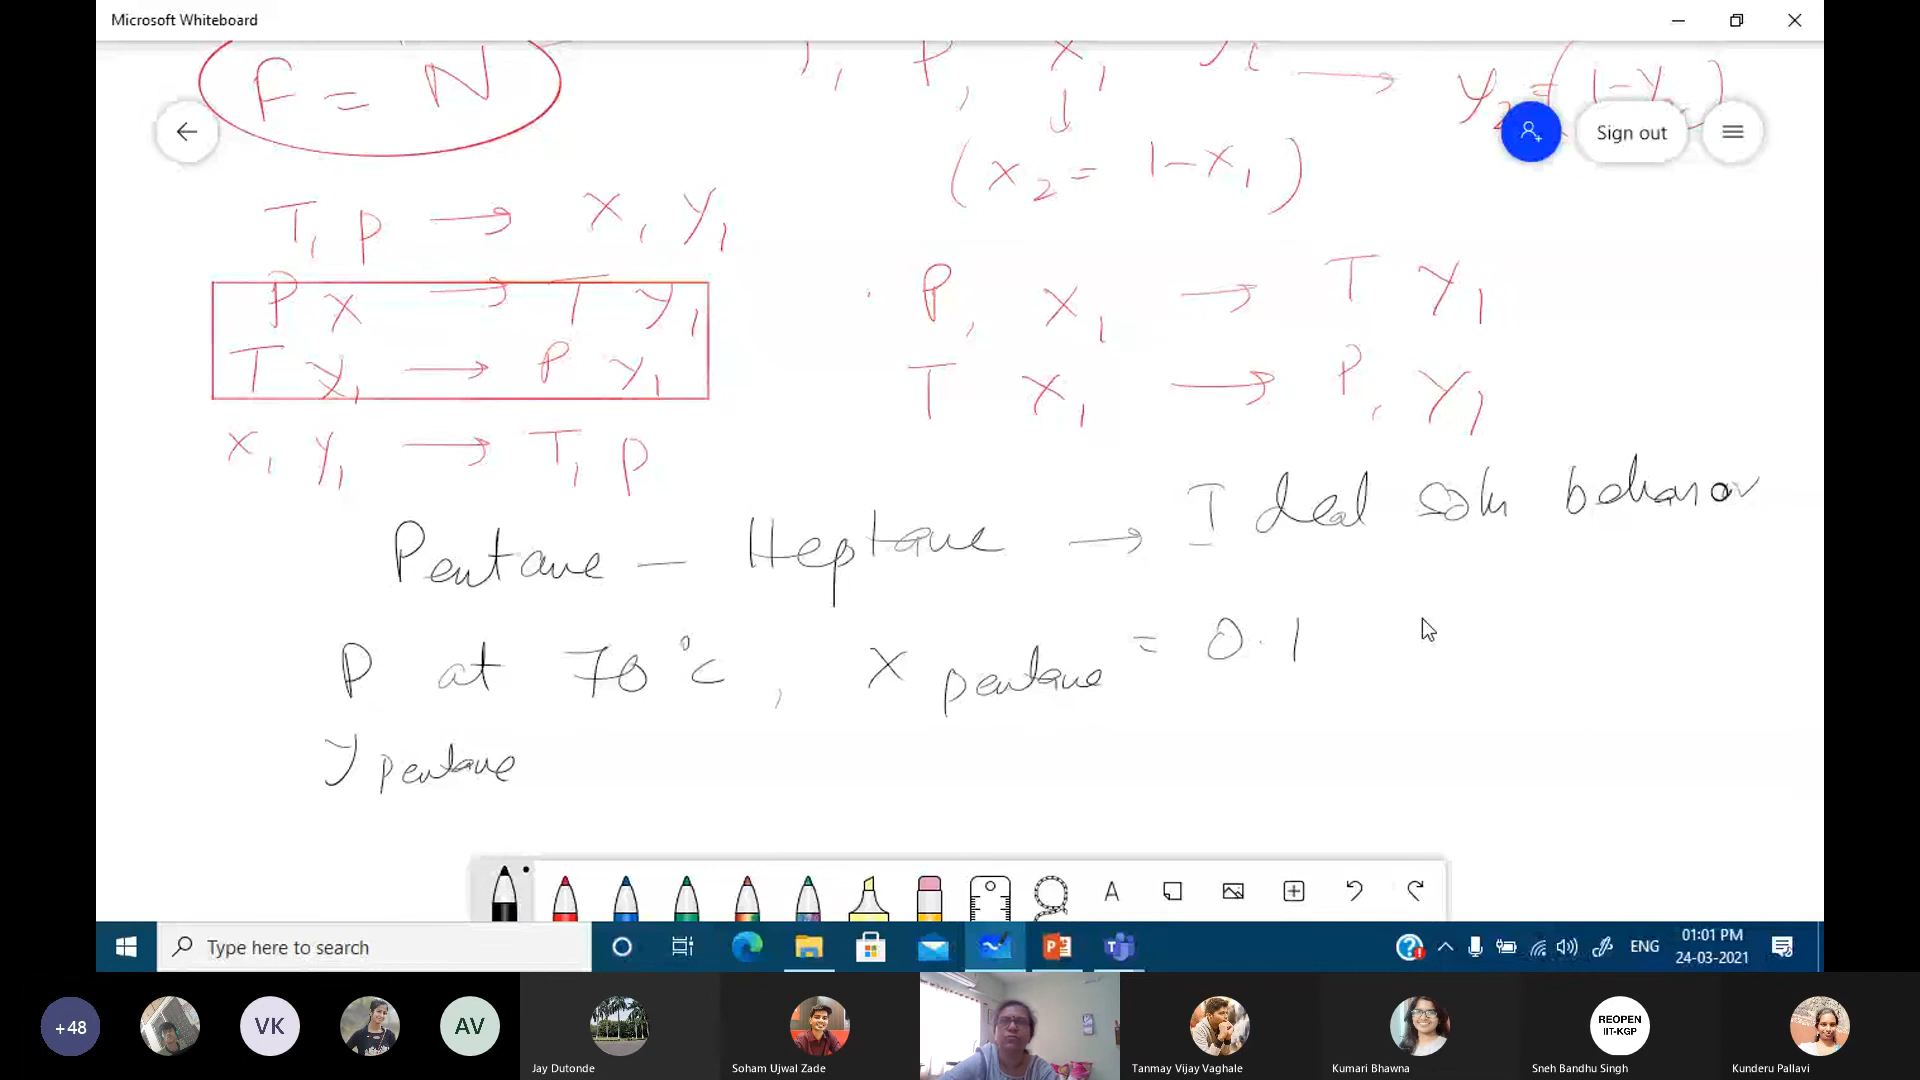 Microsoft Whiteboard
F = N
Sign out
(x2 = 1-x1)
T, P → x, y1
P x → T y1
P, x1 → T y1
T x1 → P y1
T x1 → P, y1
x, y1 → T, P
Pentane - Heptane → Ideal soln behavior
P at 70°c, x pentane = 0.1
y pentane
A
Type here to search
ENG
01:01 PM
24-03-2021
+48
VK
AV
REOPEN
IIT-KGP
Jay Dutonde
Soham Ujwal Zade
Tanmay Vijay Vaghale
Kumari Bhawna
Sneh Bandhu Singh
Kunderu Pallavi